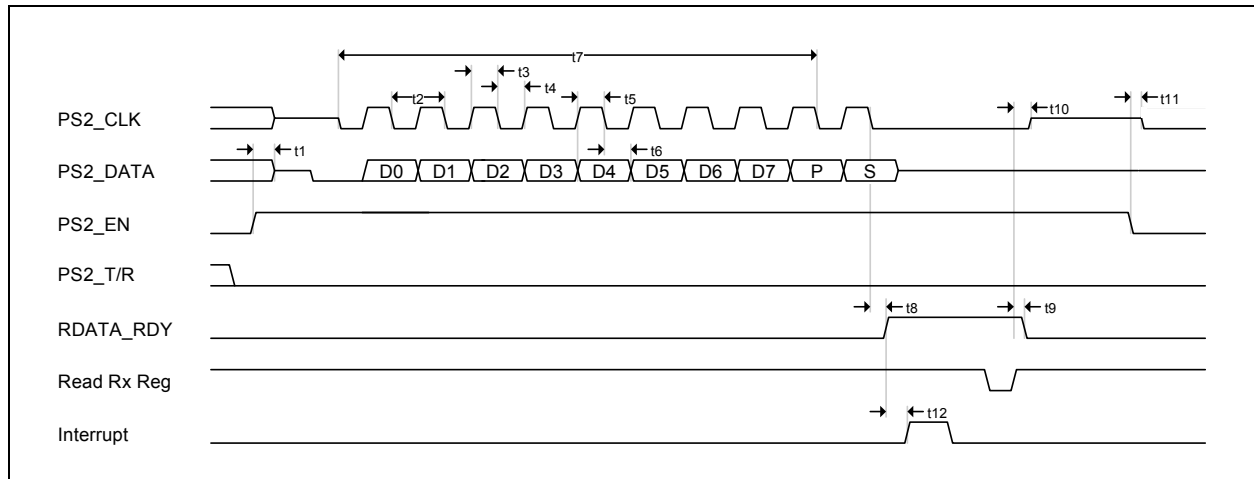 t7
t3
t2
t4
t5
t10
t11
PS2_CLK
t1
t6
PS2_DATA
D0
D1
D2
D3
D4
D5
D6
D7
P
S
PS2_EN
PS2_T/R
t8
t9
RDATA_RDY
Read Rx Reg
t12
Interrupt